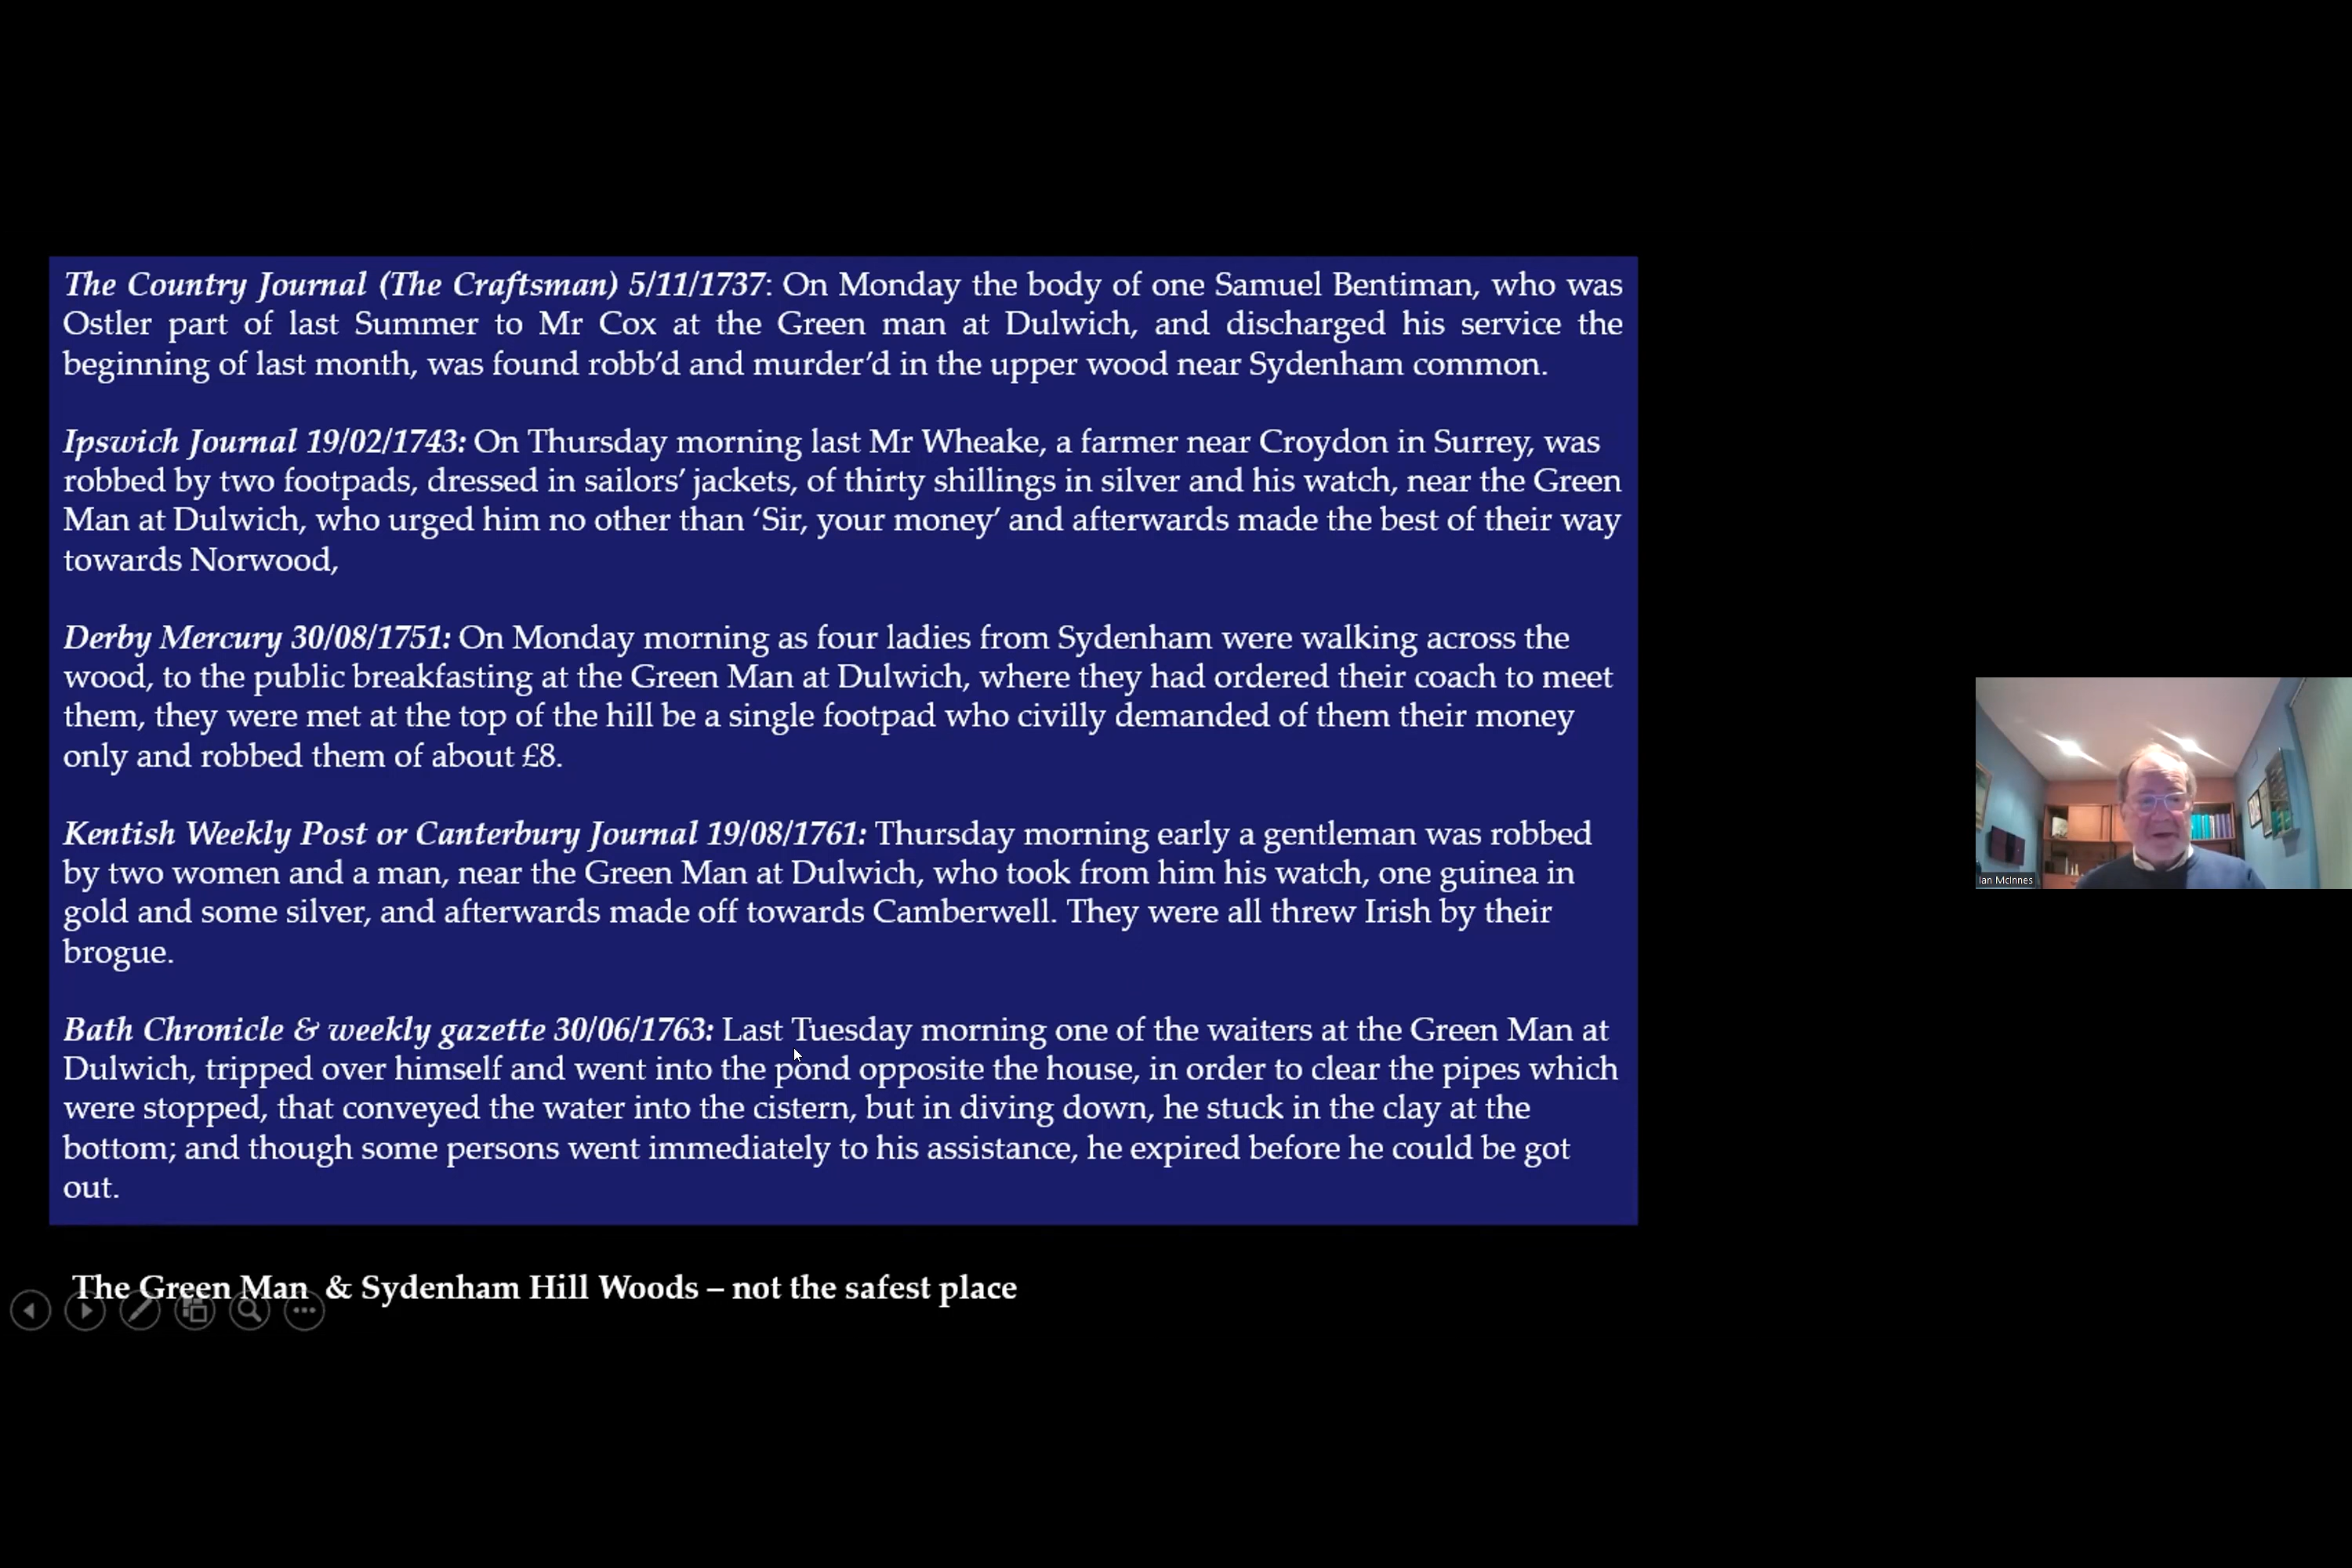 The Country Journal (The Craftsman) 5/11/1737: On Monday the body of one Samuel Bentiman, who was
Ostler part of last Summer to Mr Cox at the Green man at Dulwich, and discharged his service the
beginning of last month, was found robb’d and murder’d in the upper wood near Sydenham common.
Ipswich Journal 19/02/1743: On Thursday morning last Mr Wheake, a farmer near Croydon in Surrey, was
robbed by two footpads, dressed in sailors’ jackets, of thirty shillings in silver and his watch, near the Green
Man at Dulwich, who urged him no other than ‘Sir, your money’ and afterwards made the best of their way
towards Norwood,
Derby Mercury 30/08/1751: On Monday morning as four ladies from Sydenham were walking across the
wood, to the public breakfasting at the Green Man at Dulwich, where they had ordered their coach to meet
them, they were met at the top of the hill be a single footpad who civilly demanded of them their money
only and robbed them of about £8.
Kentish Weekly Post or Canterbury Journal 19/08/1761: Thursday morning early a gentleman was robbed
by two women and a man, near the Green Man at Dulwich, who took from him his watch, one guinea in
gold and some silver, and afterwards made off towards Camberwell. They were all threw Irish by their
brogue.
Bath Chronicle & weekly gazette 30/06/1763: Last Tuesday morning one of the waiters at the Green Man at
Dulwich, tripped over himself and went into the pond opposite the house, in order to clear the pipes which
were stopped, that conveyed the water into the cistern, but in diving down, he stuck in the clay at the
bottom; and though some persons went immediately to his assistance, he expired before he could be got
out.
The Green Man & Sydenham Hill Woods – not the safest place
Ian McInnes